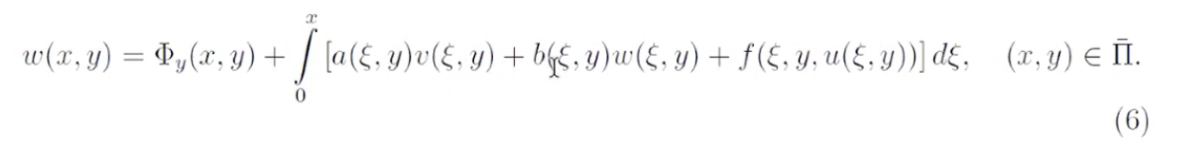 w(x, y) = Φ_y(x, y) + ∫_0^x [a(ξ, y)v(ξ, y) + b(ξ, y)w(ξ, y) + f(ξ, y, u(ξ, y))] dξ, (x, y) ∈ Π̄.
(6)